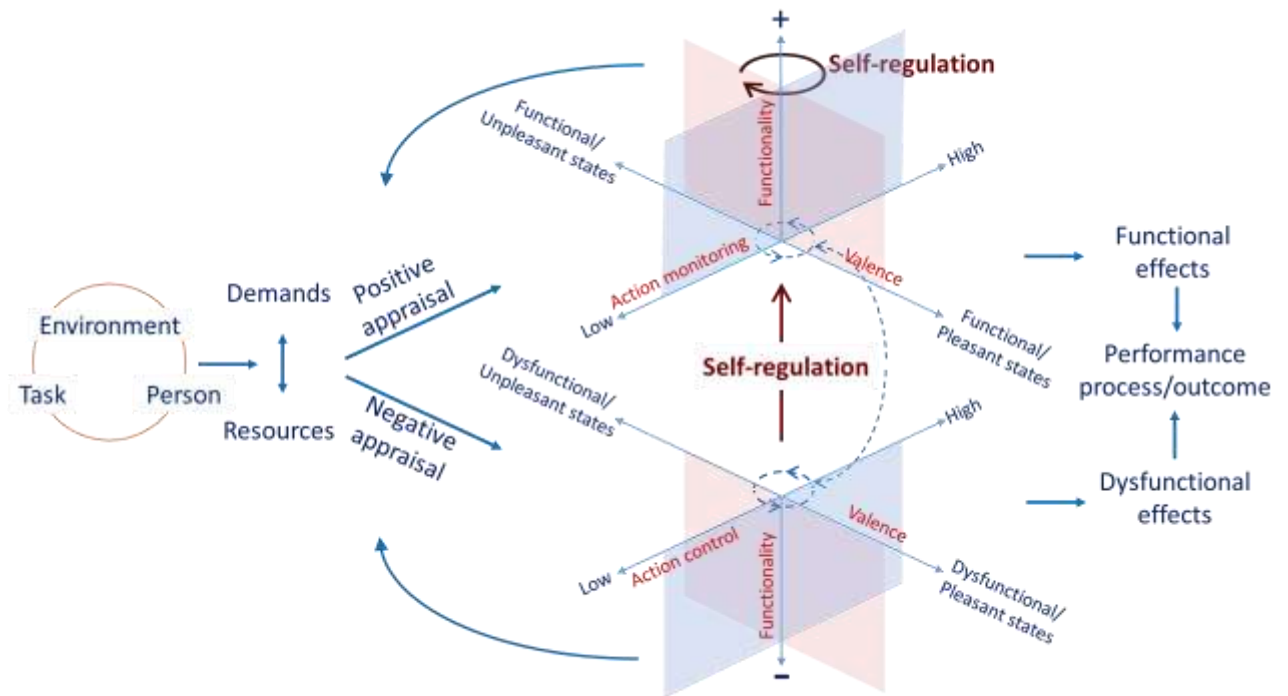 +
Self-regulation
Functional/
Unpleasant states
Functionality
High
Action monitoring
Valence
Low
Functional/
Pleasant states
Environment
Task
Person
Demands
Resources
Positive
appraisal
Negative
appraisal
Self-regulation
Dysfunctional/
Unpleasant states
High
Action control
Valence
Low
Functionality
Dysfunctional/
Pleasant states
-
Functional
effects
Performance
process/outcome
Dysfunctional
effects